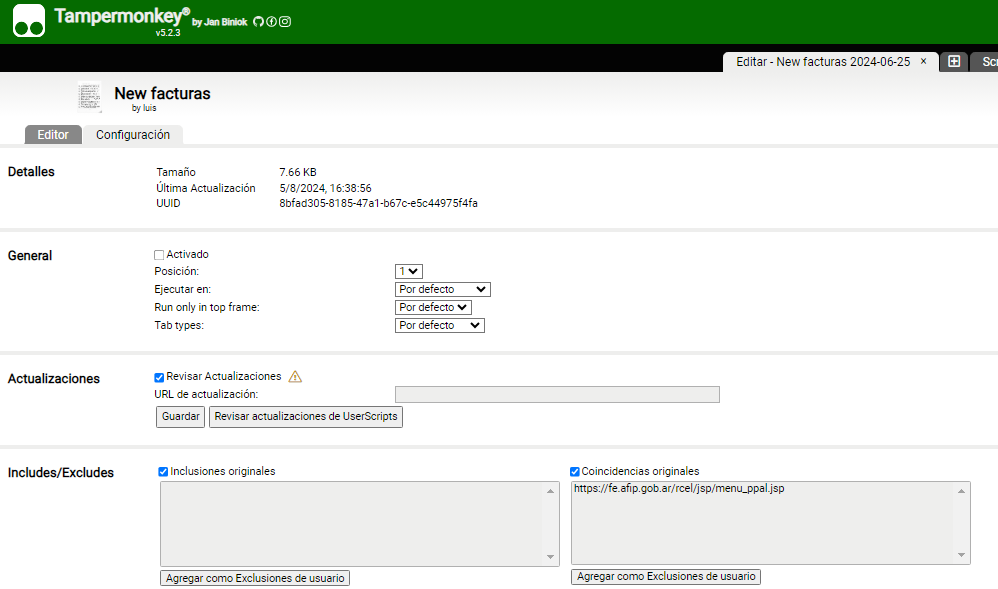 Tampermonkey® by Jan Biniok
v5.2.3
Editar - New facturas 2024-06-25 ×
New facturas
by luis
Editor Configuración
Detalles
Tamaño 7.66 KB
Última Actualización 5/8/2024, 16:38:56
UUID 8bfad305-8185-47a1-b67c-e5c44975f4fa
General
Activado
Posición: 1
Ejecutar en: Por defecto
Run only in top frame: Por defecto
Tab types: Por defecto
Actualizaciones
Revisar Actualizaciones
URL de actualización:
Guardar Revisar actualizaciones de UserScripts
Includes/Excludes
Inclusiones originales Coincidencias originales
https://fe.afip.gob.ar/rcel/jsp/menu_ppal.jsp
Agregar como Exclusiones de usuario Agregar como Exclusiones de usuario